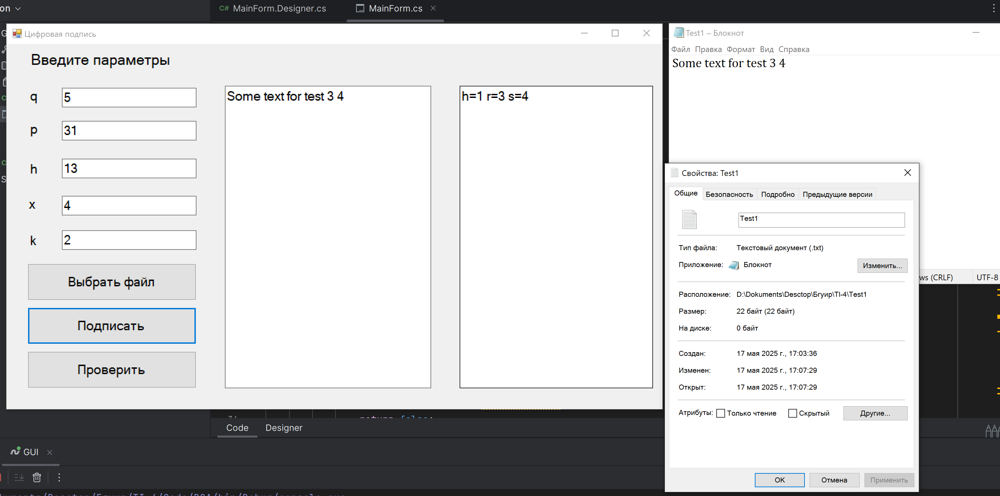 on
MainForm.Designer.cs
MainForm.cs
Цифровая подпись
Введите параметры
q 5
p 31
h 13
x 4
k 2
Выбрать файл
Подписать
Проверить
Some text for test 3 4
h=1 r=3 s=4
Test1 – Блокнот
Файл Правка Формат Вид Справка
Some text for test 3 4
ws (CRLF) UTF-8
Свойства: Test1
Общие Безопасность Подробно Предыдущие версии
Test1
Тип файла: Текстовый документ (.txt)
Приложение: Блокнот Изменить...
Расположение: D:\Dokuments\Desctop\Бгуир\TI-4\Test1
Размер: 22 байт (22 байт)
На диске: 0 байт
Создан: 17 мая 2025 г., 17:03:36
Изменен: 17 мая 2025 г., 17:07:29
Открыт: 17 мая 2025 г., 17:07:29
Атрибуты: Только чтение Скрытый Другие...
OK Отмена Применить
Code Designer
GUI